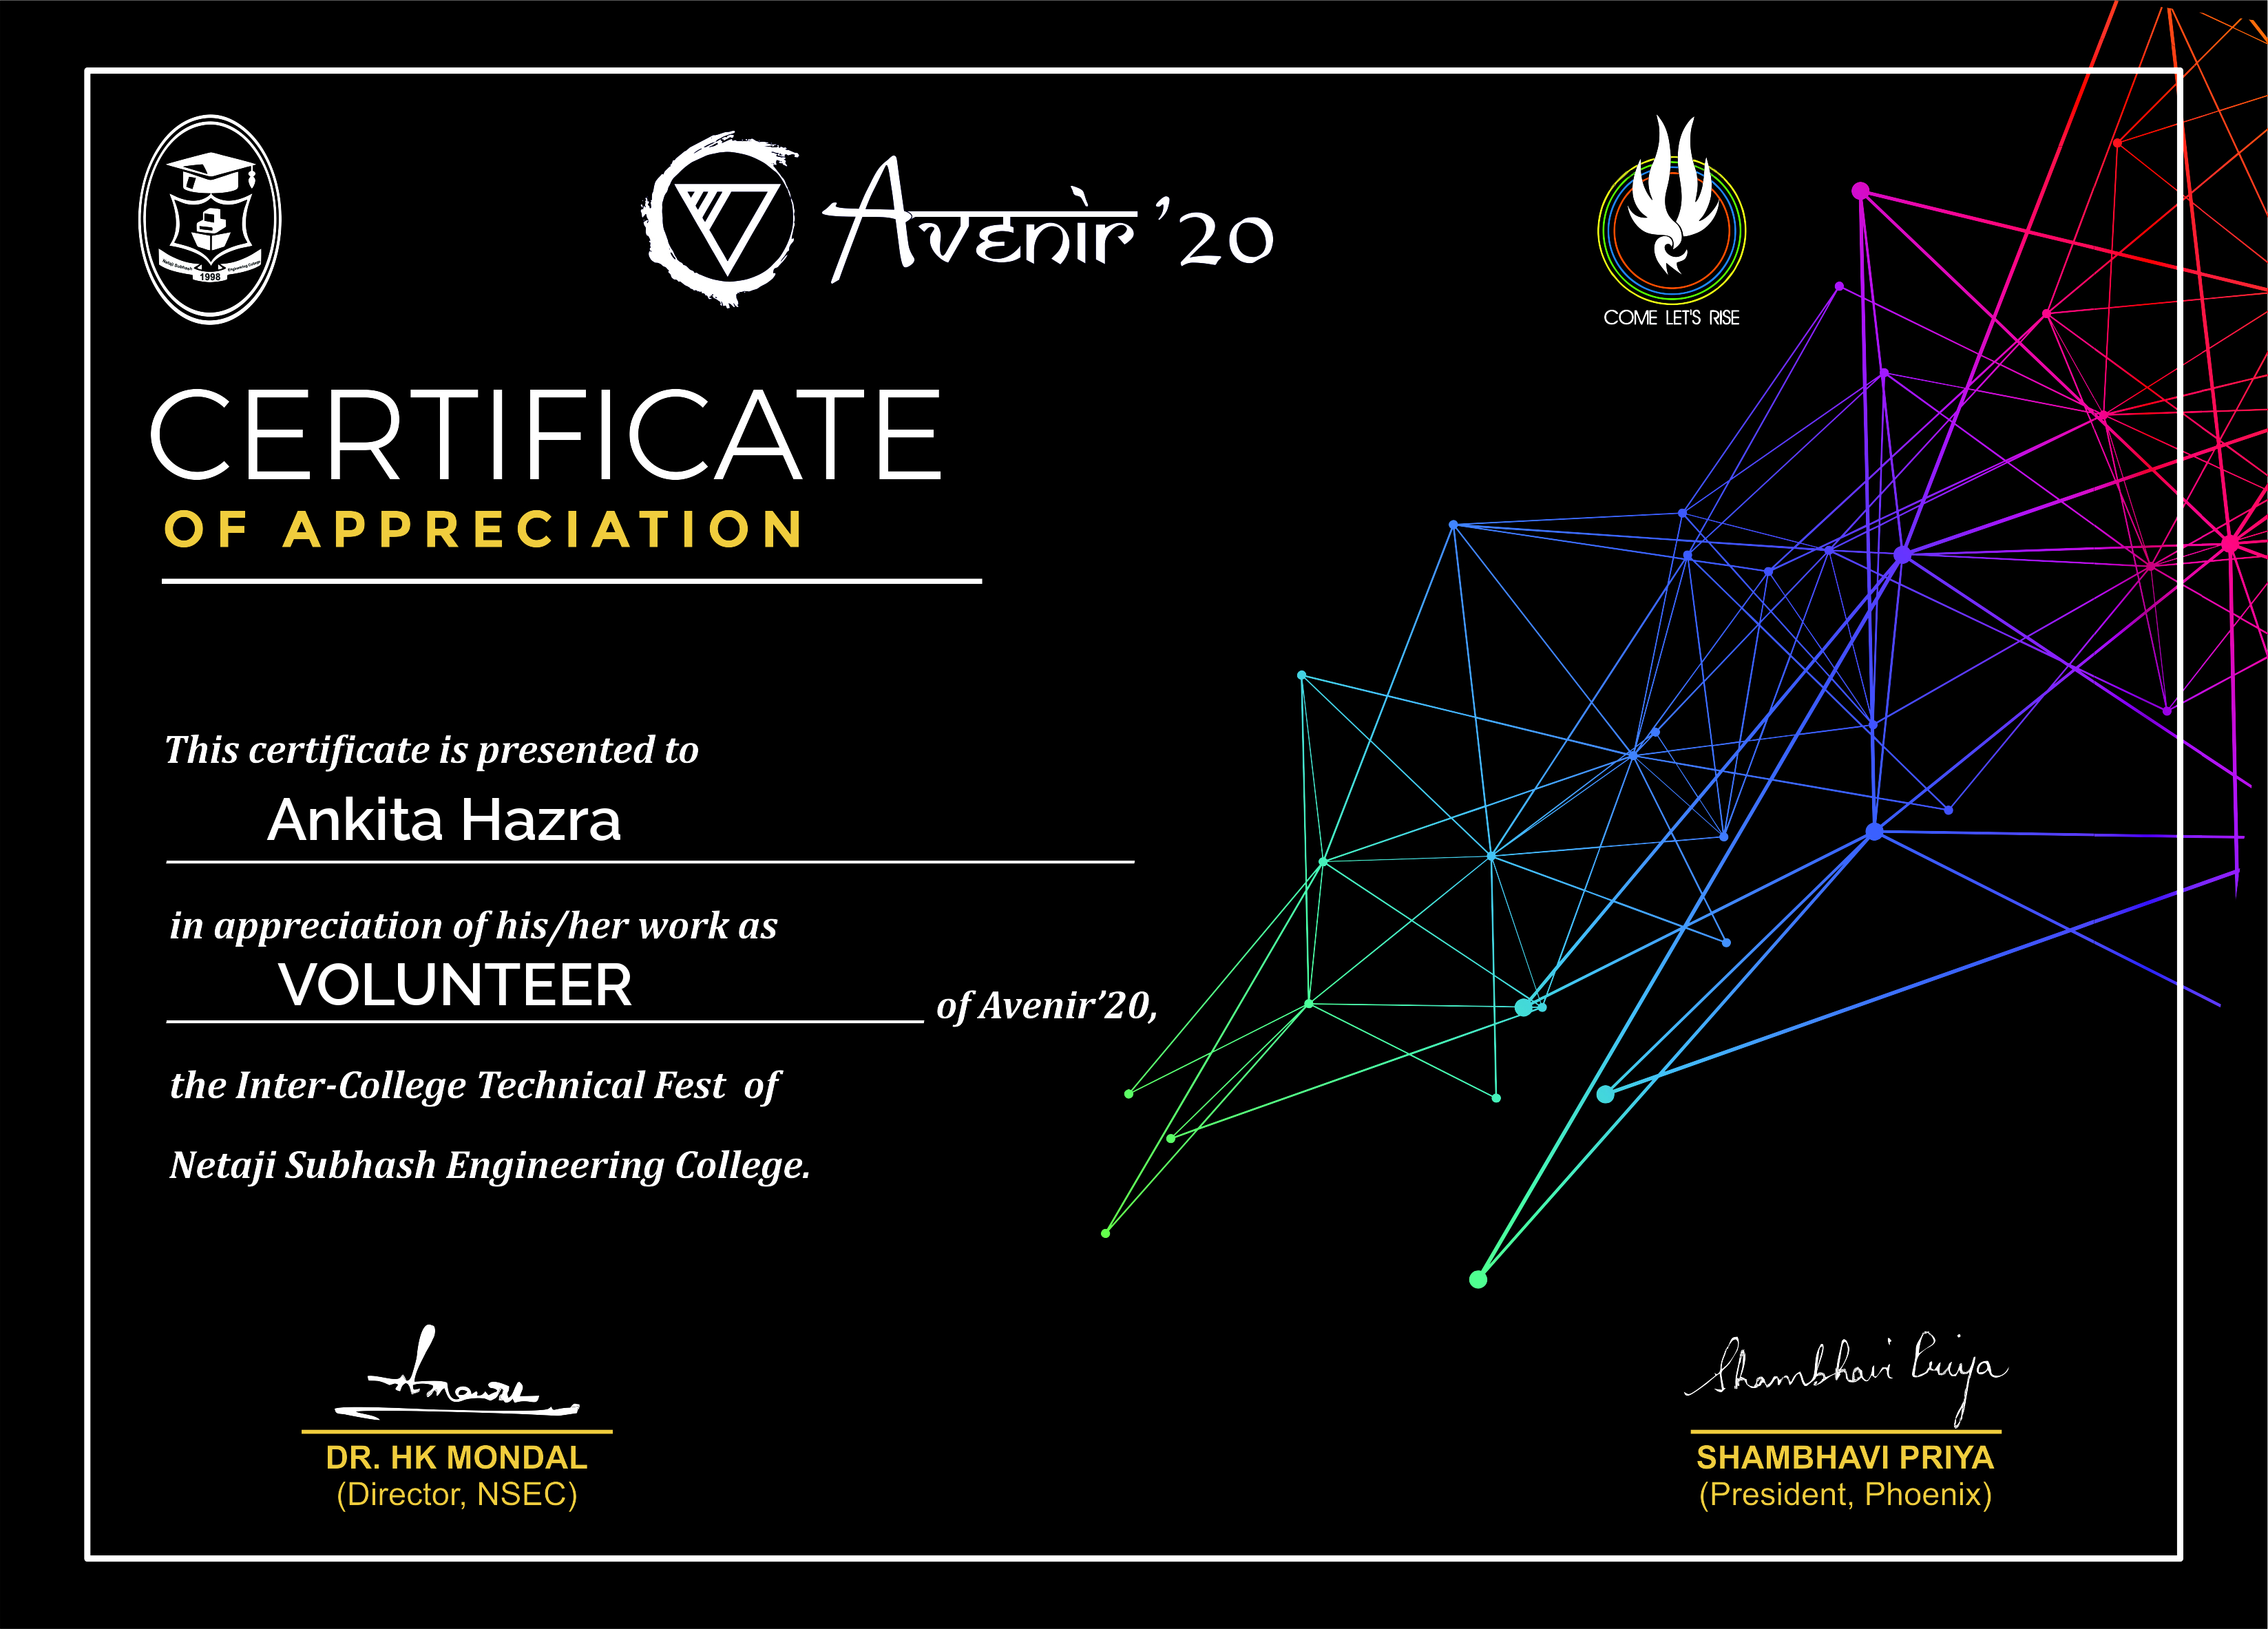 Netaji Subhash Engineering College
1998
Avenir '20
COME LET'S RISE
CERTIFICATE
OF APPRECIATION
This certificate is presented to
Ankita Hazra
in appreciation of his/her work as
VOLUNTEER
of Avenir’20,
the Inter-College Technical Fest of
Netaji Subhash Engineering College.
Shambhavi Priya
DR. HK MONDAL
(Director, NSEC)
SHAMBHAVI PRIYA
(President, Phoenix)